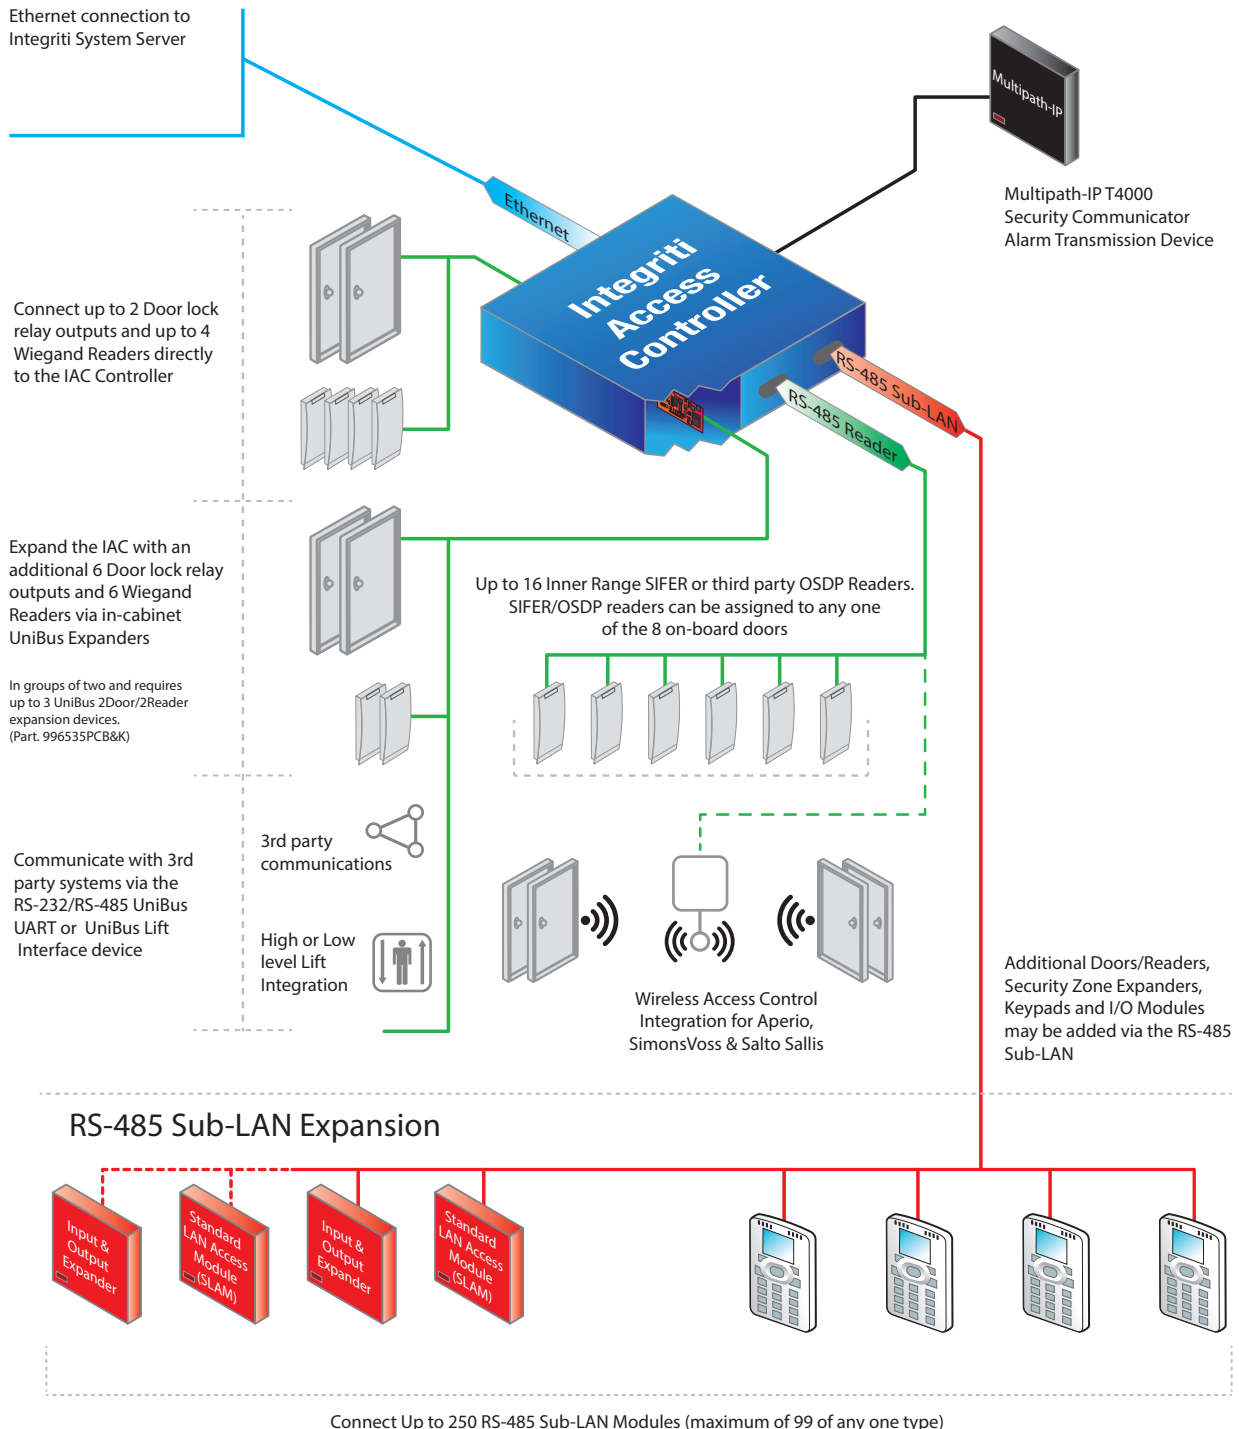 Ethernet connection to
Integriti System Server
Multipath-IP
Multipath-IP T4000
Security Communicator
Alarm Transmission Device
Ethernet
Integriti
Access
Controller
RS-485 Sub-LAN
RS-485 Reader
Connect up to 2 Door lock
relay outputs and up to 4
Wiegand Readers directly
to the IAC Controller
Expand the IAC with an
additional 6 Door lock relay
outputs and 6 Wiegand
Readers via in-cabinet
UniBus Expanders
In groups of two and requires
up to 3 UniBus 2Door/2Reader
expansion devices.
(Part. 996535PCB&K)
Up to 16 Inner Range SIFER or third party OSDP Readers.
SIFER/OSDP readers can be assigned to any one
of the 8 on-board doors
Communicate with 3rd
party systems via the
RS-232/RS-485 UniBus
UART or UniBus Lift
Interface device
3rd party
communications
High or Low
level Lift
Integration
Wireless Access Control
Integration for Aperio,
SimonsVoss & Salto Sallis
Additional Doors/Readers,
Security Zone Expanders,
Keypads and I/O Modules
may be added via the RS-485
Sub-LAN
RS-485 Sub-LAN Expansion
Input &
Output
Expander
Standard
LAN Access
Module
(SLAM)
Input &
Output
Expander
Standard
LAN Access
Module
(SLAM)
Connect Up to 250 RS-485 Sub-LAN Modules (maximum of 99 of any one type)